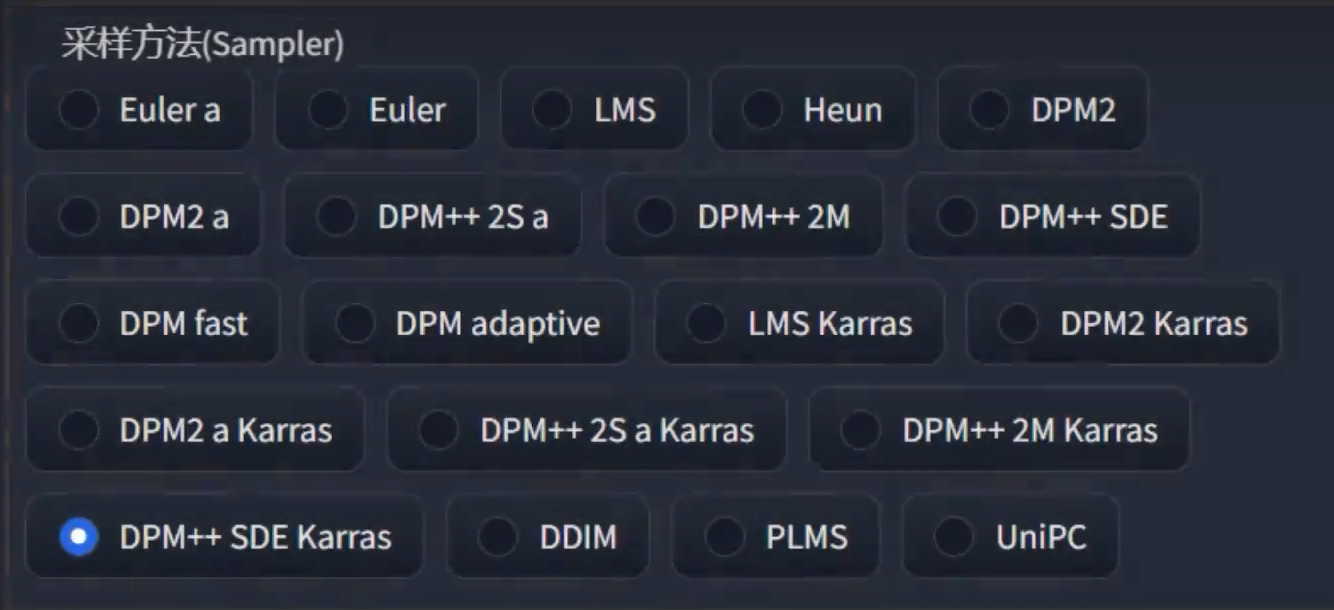 采样方法(Sampler)
Euler a Euler LMS Heun DPM2
DPM2 a DPM++ 2S a DPM++ 2M DPM++ SDE
DPM fast DPM adaptive LMS Karras DPM2 Karras
DPM2 a Karras DPM++ 2S a Karras DPM++ 2M Karras
DPM++ SDE Karras DDIM PLMS UniPC